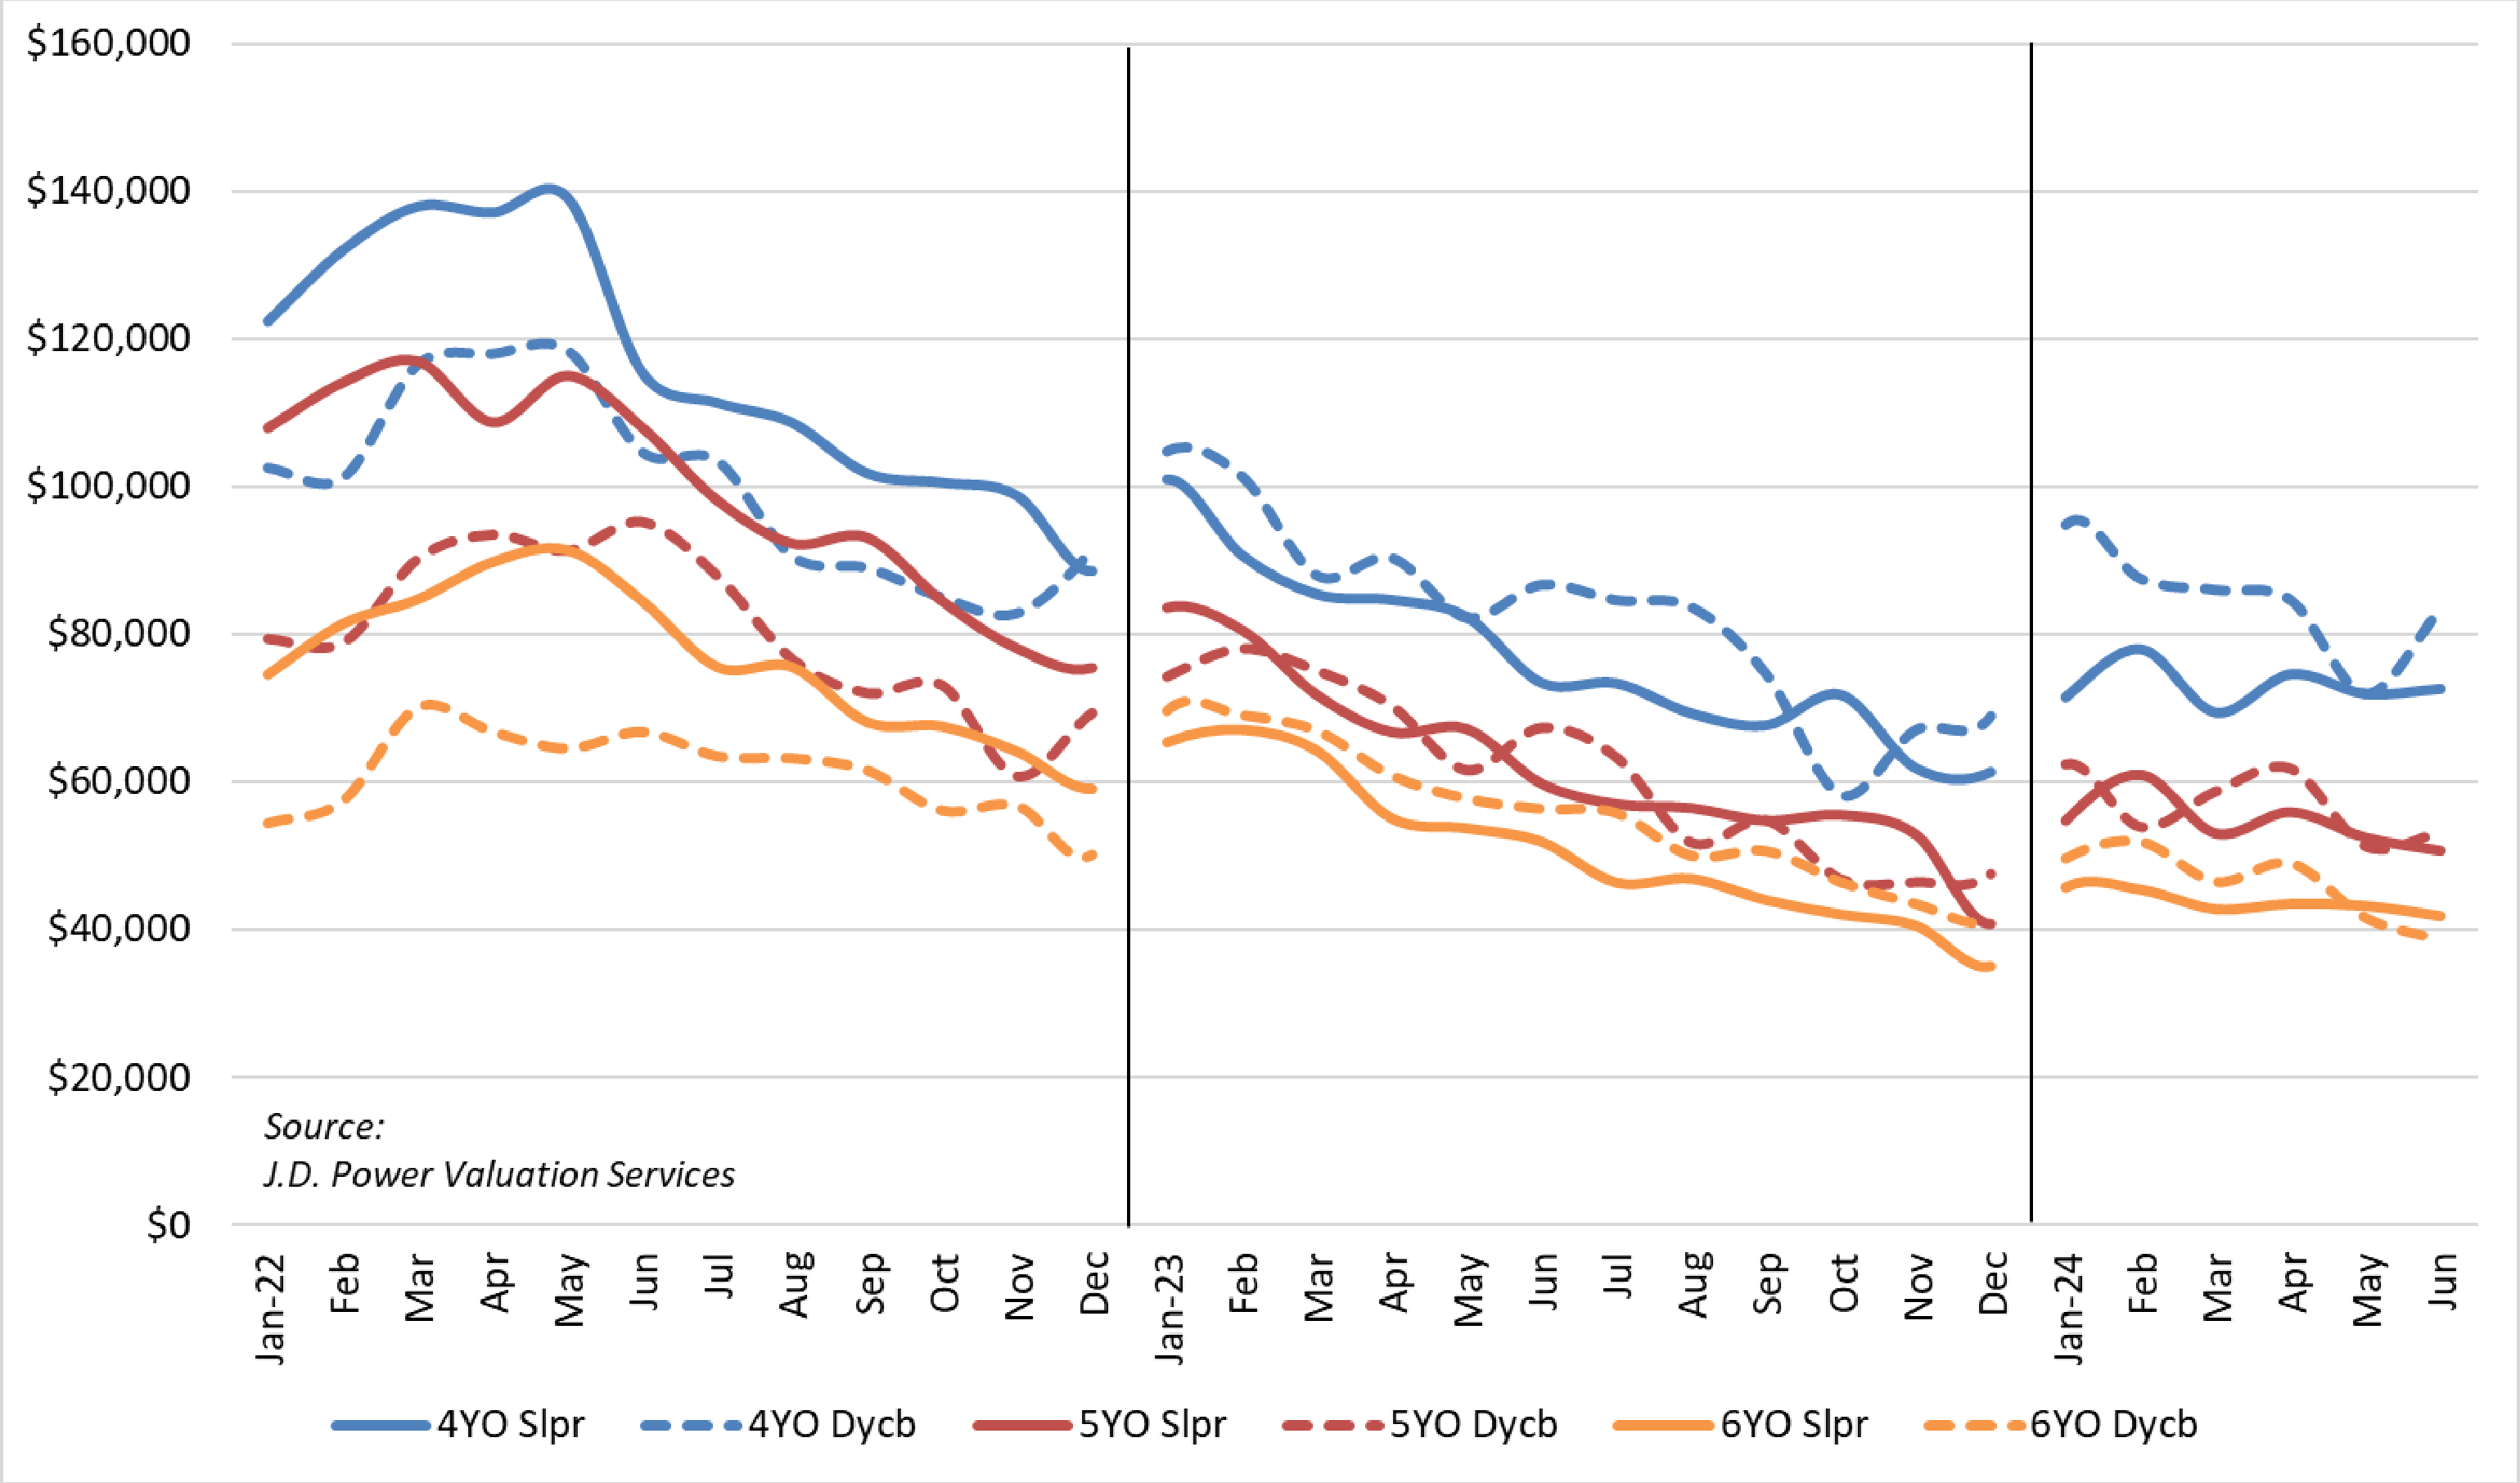 $160,000
$140,000
$120,000
$100,000
$80,000
$60,000
$40,000
$20,000
$0
Source:
J.D. Power Valuation Services
Jan-22 Feb Mar Apr May Jun Jul Aug Sep Oct Nov Dec Jan-23 Feb Mar Apr May Jun Jul Aug Sep Oct Nov Dec Jan-24 Feb Mar Apr May Jun
4YO Slpr 4YO Dycb 5YO Slpr 5YO Dycb 6YO Slpr 6YO Dycb